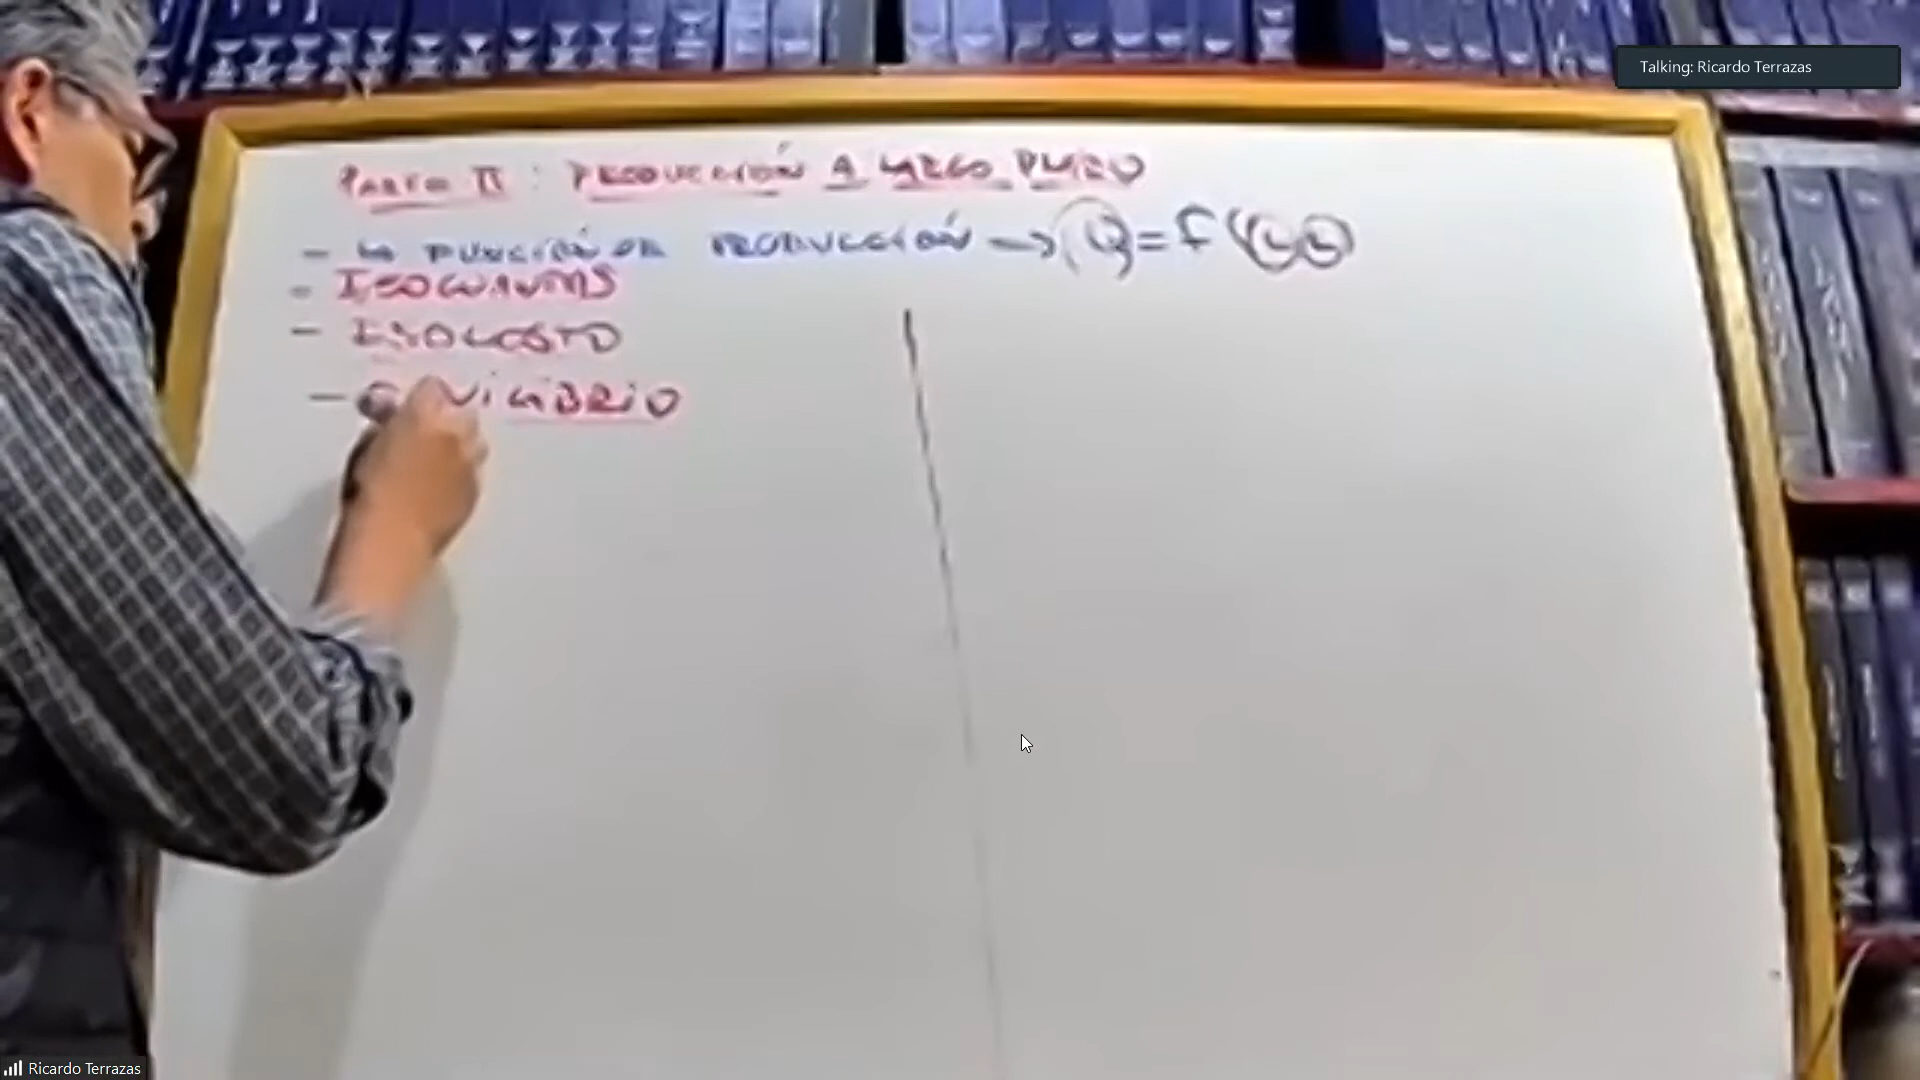 Talking: Ricardo Terrazas
PARTE II : PRODUCCIÓN A LARGO PLAZO
- LA FUNCIÓN DE PRODUCCIÓN → Q = f (
- ISOCUANTAS
- ISOCOSTO
- EQUILIBRIO
Ricardo Terrazas